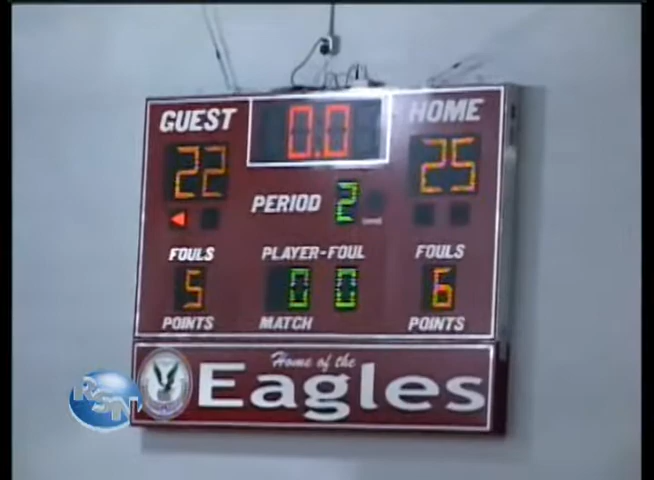 GUEST 0.0 HOME
22 25
PERIOD 2
FOULS PLAYER-FOUL FOULS
5 0 0 6
POINTS MATCH POINTS
Home of the
Eagles
RSN